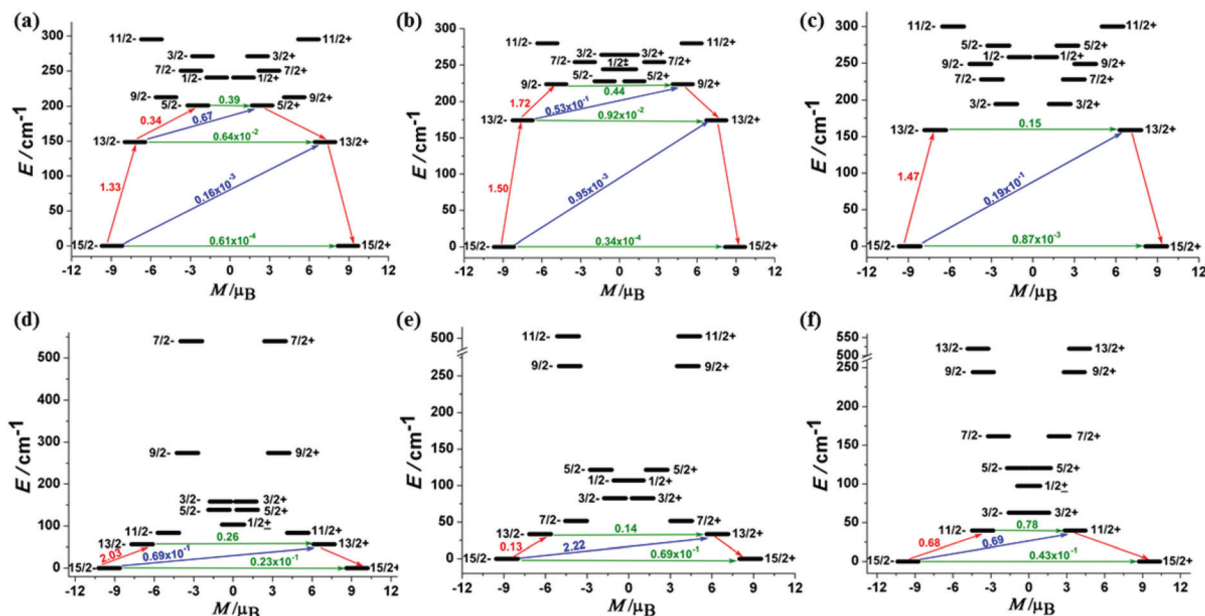 (a)
300
250
200
150
100
50
0
E/cm⁻¹
11/2- 11/2+
3/2- 3/2+
7/2- 7/2+
1/2- 1/2+
9/2- 9/2+
5/2- 0.39 5/2+
0.34 0.67
13/2- 0.64x10⁻² 13/2+
1.33 0.16x10⁻³
15/2- 0.61x10⁻⁴ 15/2+
-12 -9 -6 -3 0 3 6 9 12
M/μB
(b)
300
250
200
150
100
50
0
E/cm⁻¹
11/2- 11/2+
3/2- 3/2+
7/2- 1/2± 7/2+
5/2- 5/2+
9/2- 0.44 9/2+
1.72 0.53x10⁻¹
13/2- 0.92x10⁻² 13/2+
1.50 0.95x10⁻³
15/2- 0.34x10⁻⁴ 15/2+
-12 -9 -6 -3 0 3 6 9 12
M/μB
(c)
300
250
200
150
100
50
0
E/cm⁻¹
11/2- 11/2+
5/2- 5/2+
1/2- 1/2+
9/2- 9/2+
7/2- 7/2+
3/2- 3/2+
13/2- 0.15 13/2+
1.47 0.19x10⁻¹
15/2- 0.87x10⁻³ 15/2+
-12 -9 -6 -3 0 3 6 9 12
M/μB
(d)
500
400
300
200
100
0
E/cm⁻¹
7/2- 7/2+
9/2- 9/2+
3/2- 3/2+
5/2- 5/2+
1/2±
11/2- 11/2+
13/2- 0.26 13/2+
2.03 0.69x10⁻¹
15/2- 0.23x10⁻¹ 15/2+
-12 -9 -6 -3 0 3 6 9 12
M/μB
(e)
500
250
200
150
100
50
0
E/cm⁻¹
11/2- 11/2+
9/2- 9/2+
5/2- 5/2+
1/2- 1/2+
3/2- 3/2+
7/2- 7/2+
13/2- 0.14 13/2+
0.13 2.22
15/2- 0.69x10⁻¹ 15/2+
-12 -9 -6 -3 0 3 6 9 12
M/μB
(f)
550
500
250
200
150
100
50
0
E/cm⁻¹
13/2- 13/2+
9/2- 9/2+
7/2- 7/2+
5/2- 5/2+
1/2±
3/2- 3/2+
11/2- 0.78 11/2+
0.68 0.69
15/2- 0.43x10⁻¹ 15/2+
-12 -9 -6 -3 0 3 6 9 12
M/μB